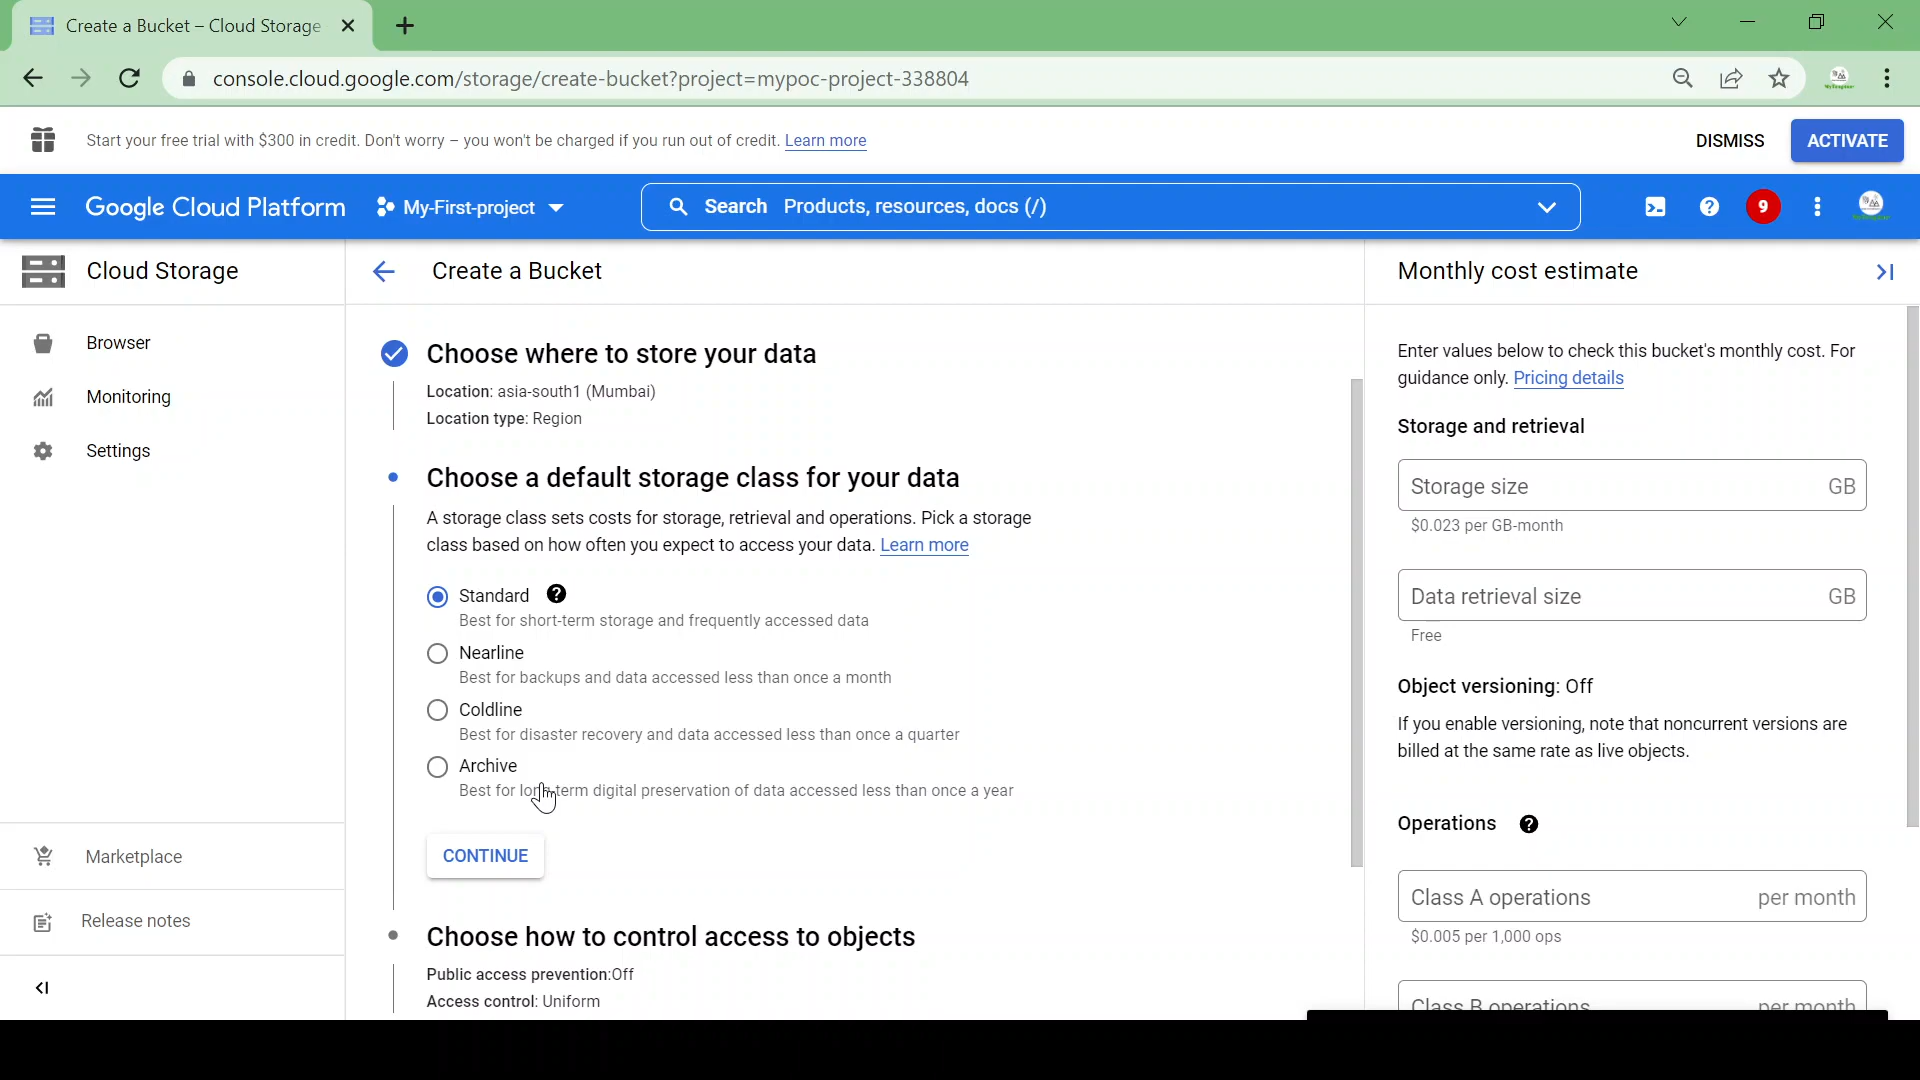 Create a Bucket – Cloud Storage
console.cloud.google.com/storage/create-bucket?project=mypoc-project-338804
Start your free trial with $300 in credit. Don't worry – you won't be charged if you run out of credit. Learn more
DISMISS
ACTIVATE
Google Cloud Platform
My-First-project
Search Products, resources, docs (/)
9
Cloud Storage
Browser
Monitoring
Settings
Marketplace
Release notes
Create a Bucket
Choose where to store your data
Location: asia-south1 (Mumbai)
Location type: Region
Choose a default storage class for your data
A storage class sets costs for storage, retrieval and operations. Pick a storage
class based on how often you expect to access your data. Learn more
Standard
Best for short-term storage and frequently accessed data
Nearline
Best for backups and data accessed less than once a month
Coldline
Best for disaster recovery and data accessed less than once a quarter
Archive
Best for long-term digital preservation of data accessed less than once a year
CONTINUE
Choose how to control access to objects
Public access prevention:Off
Access control: Uniform
Monthly cost estimate
Enter values below to check this bucket's monthly cost. For
guidance only. Pricing details
Storage and retrieval
Storage size GB
$0.023 per GB-month
Data retrieval size GB
Free
Object versioning: Off
If you enable versioning, note that noncurrent versions are
billed at the same rate as live objects.
Operations
Class A operations per month
$0.005 per 1,000 ops
Class B operations per month